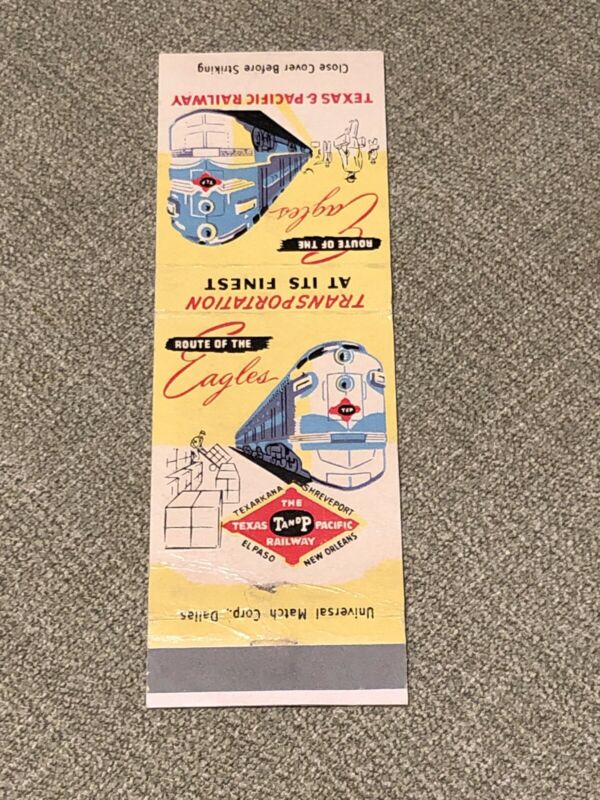 Close Cover Before Striking
TEXAS & PACIFIC RAILWAY
T&P
Eagles
ROUTE OF THE
TRANSPORTATION
AT ITS FINEST
ROUTE OF THE
Eagles
T&P
TEXARKANA SHREVEPORT
THE
TEXAS T AND P PACIFIC
RAILWAY
EL PASO NEW ORLEANS
Universal Match Corp., Dallas